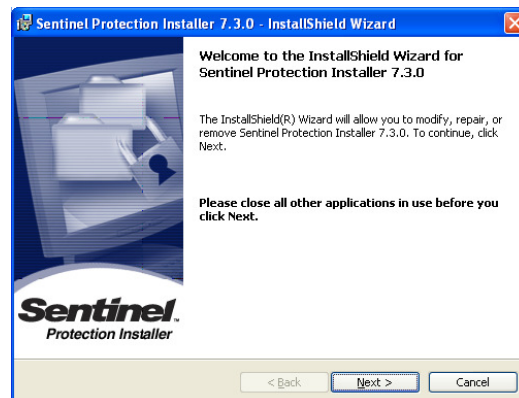 Sentinel Protection Installer 7.3.0 - InstallShield Wizard
Welcome to the InstallShield Wizard for
Sentinel Protection Installer 7.3.0
The InstallShield(R) Wizard will allow you to modify, repair, or
remove Sentinel Protection Installer 7.3.0. To continue, click
Next.
Please close all other applications in use before you
click Next.
Sentinel™
Protection Installer
< Back
Next >
Cancel